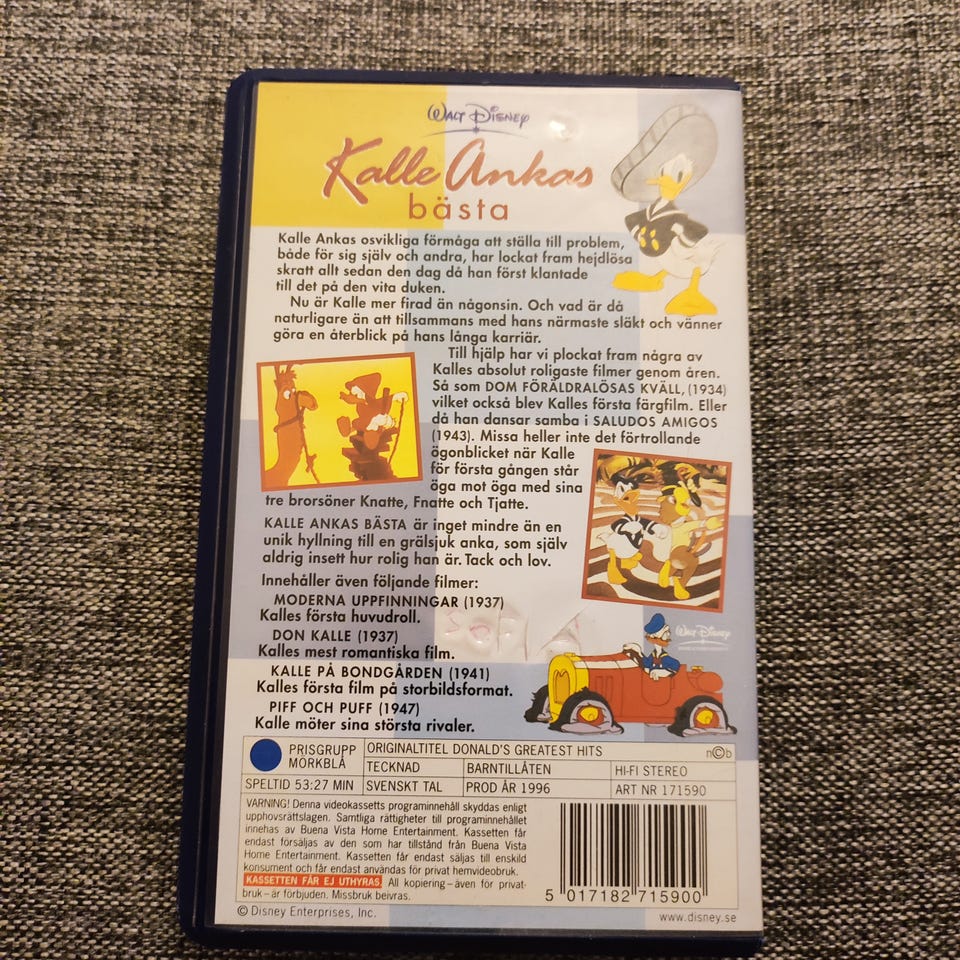 Walt Disney
Kalle Ankas
bästa
Kalle Ankas osvikliga förmåga att ställa till problem,
både för sig själv och andra, har lockat fram hejdlösa
skratt allt sedan den dag då han först klantade
till det på den vita duken.
Nu är Kalle mer firad än någonsin. Och vad är då
naturligare än att tillsammans med hans närmaste släkt och vänner
göra en återblick på hans långa karriär.
Till hjälp har vi plockat fram några av
Kalles absolut roligaste filmer genom åren.
Så som DOM FÖRÄLDRALÖSAS KVÄLL, (1934)
vilket också blev Kalles första färgfilm. Eller
då han dansar samba i SALUDOS AMIGOS
(1943). Missa heller inte det förtrollande
ögonblicket när Kalle
för första gången står
öga mot öga med sina
tre brorsöner Knatte, Fnatte och Tjatte.
KALLE ANKAS BÄSTA är inget mindre än en
unik hyllning till en grälsjuk anka, som själv
aldrig insett hur rolig han är. Tack och lov.
Innehåller även följande filmer:
MODERNA UPPFINNINGAR (1937)
Kalles första huvudroll.
SOFIA
DON KALLE (1937)
Kalles mest romantiska film.
Walt Disney
KALLE PÅ BONDGÅRDEN (1941)
Kalles första film på storbildsformat.
PIFF OCH PUFF (1947)
Kalle möter sina största rivaler.
PRISGRUPP
MÖRKBLÅ
ORIGINALTITEL DONALD'S GREATEST HITS
n©b
TECKNAD BARNTILLÅTEN HI-FI STEREO
SPELTID 53:27 MIN SVENSKT TAL PROD ÅR 1996 ART NR 171590
VARNING! Denna videokassetts programinnehåll skyddas enligt
upphovsrättslagen. Samtliga rättigheter till programinnehållet
innehas av Buena Vista Home Entertainment. Kassetten får
endast försäljas av den som har tillstånd från Buena Vista
Home Entertainment. Kassetten får endast säljas till enskild
konsument och får endast användas för privat hemvideobruk.
KASSETTEN FÅR EJ UTHYRAS. All kopiering – även för privat-
bruk – är förbjuden. Missbruk beivras.
5 017182 715900
© Disney Enterprises, Inc.
www.disney.se